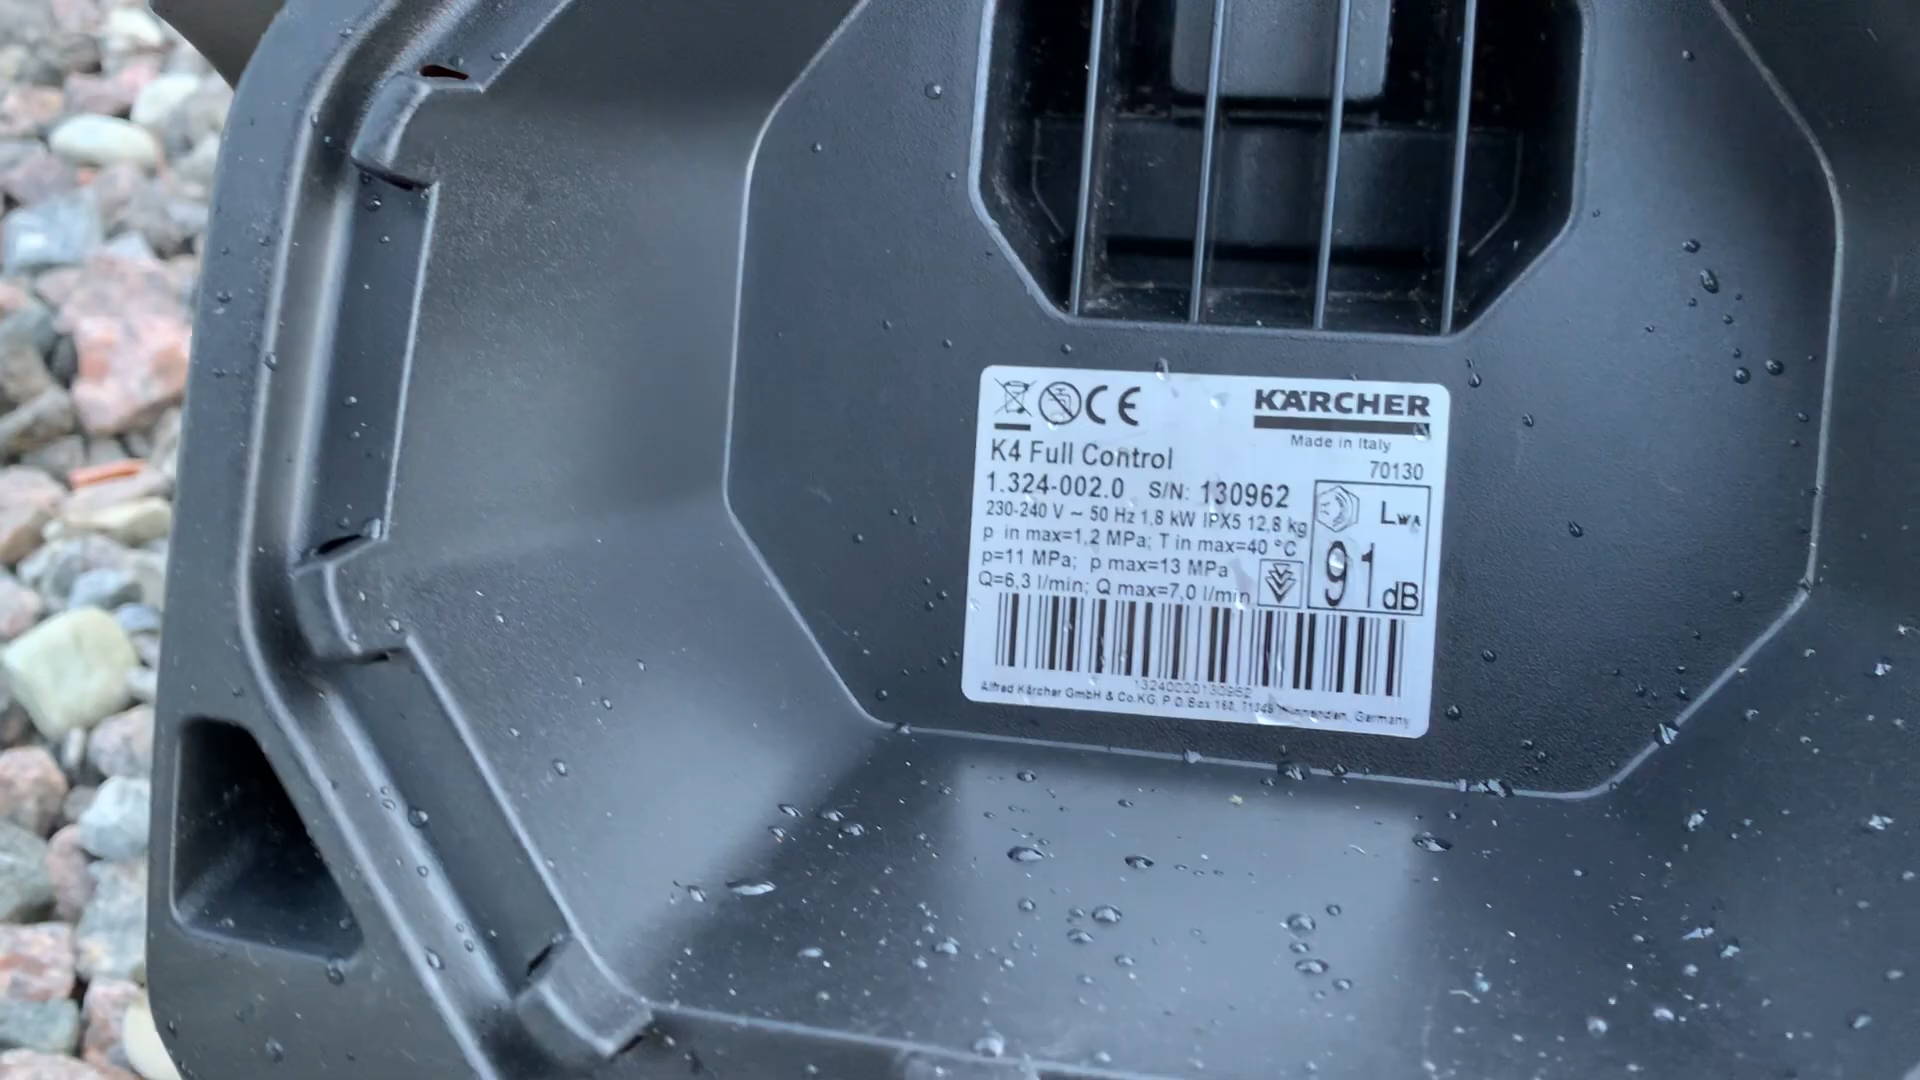 CE KÄRCHER
Made in Italy
K4 Full Control
70130
1.324-002.0 S/N: 130962
230-240 V ~ 50 Hz 1,8 kW IPX5 12,8 kg
LWA
p in max=1,2 MPa; T in max=40 °C
p=11 MPa; p max=13 MPa
91 dB
Q=6,3 l/min; Q max=7,0 l/min
13240020130962
Alfred Kärcher GmbH & Co.KG, P.O.Box 160, 71349 Winnenden, Germany